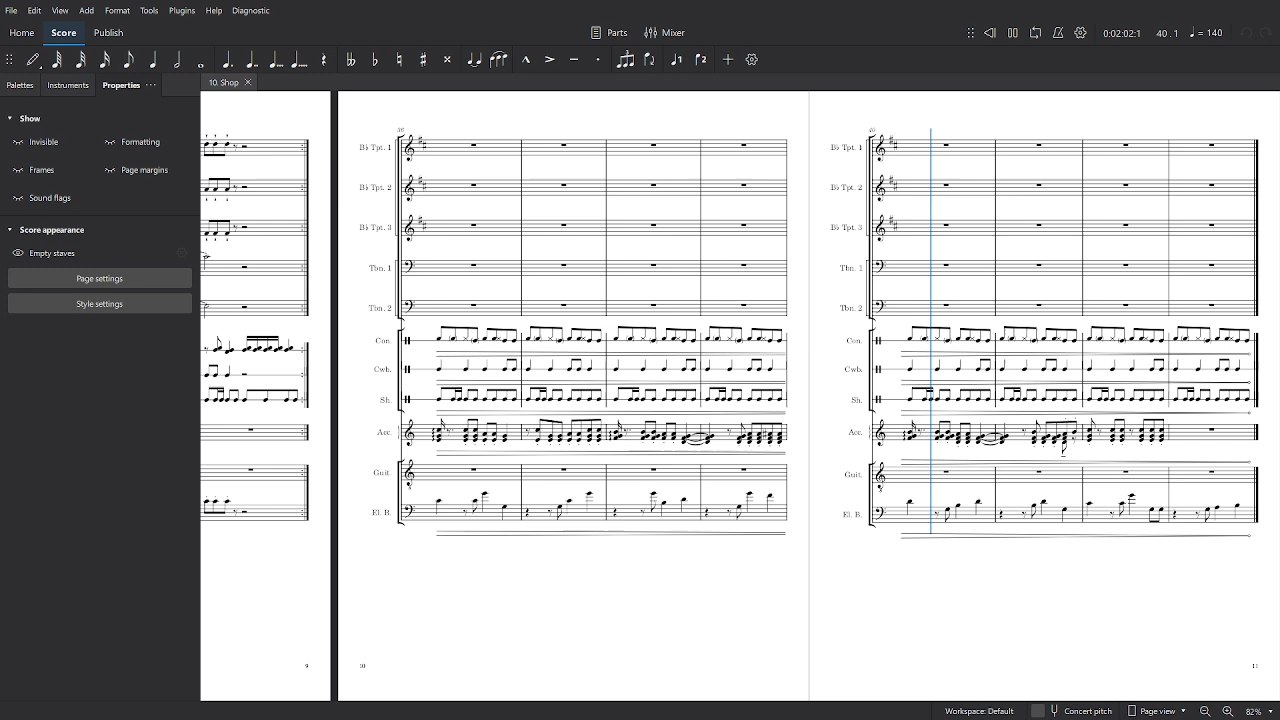 File Edit View Add Format Tools Plugins Help Diagnostic
Home Score Publish Parts Mixer 0:02:02:1 40 .1 = 140
Palettes Instruments Properties 10. Shop
Show
Invisible Formatting
Frames Page margins
Sound flags
Score appearance
Empty staves
Page settings
Style settings
36 40
B♭ Tpt. 1 B♭ Tpt. 1
B♭ Tpt. 2 B♭ Tpt. 2
B♭ Tpt. 3 B♭ Tpt. 3
Tbn. 1 Tbn. 1
Tbn. 2 Tbn. 2
Con. Con.
Cwb. Cwb.
Sh. Sh.
Acc. Acc.
Guit. Guit.
El. B. El. B.
9 10 11
Workspace: Default Concert pitch Page view 82%